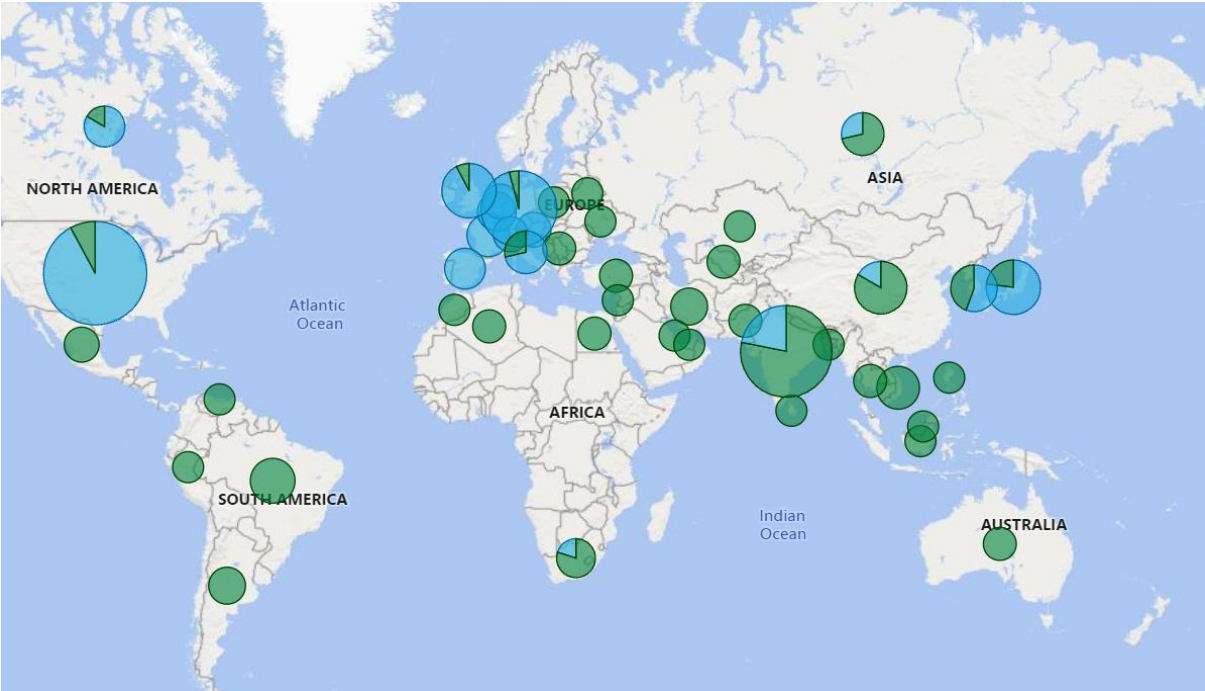 NORTH AMERICA
ASIA
EUROPE
Atlantic
Ocean
AFRICA
SOUTH AMERICA
Indian
Ocean
AUSTRALIA